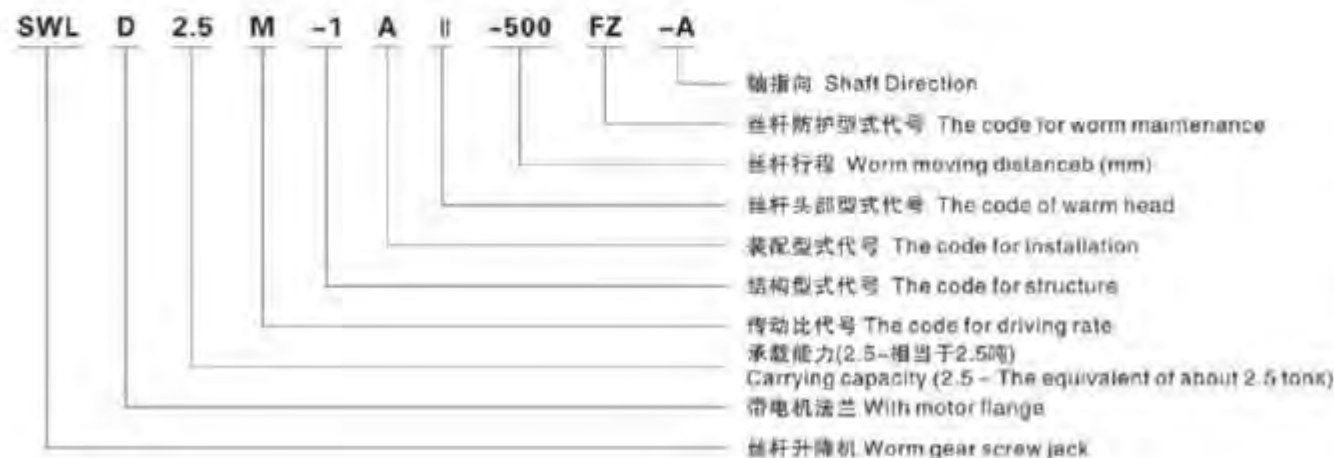 SWL D 2.5 M -1 A II -500 FZ -A
轴指向 Shaft Direction
丝杆防护型式代号 The code for worm maintenance
丝杆行程 Worm moving distanceb (mm)
丝杆头部型式代号 The code of warm head
装配型式代号 The code for installation
结构型式代号 The code for structure
传动比代号 The code for driving rate
承载能力(2.5-相当于2.5吨)
Carrying capacity (2.5 - The equivalent of about 2.5 tons)
带电机法兰 With motor flange
丝杆升降机 Worm gear screw jack